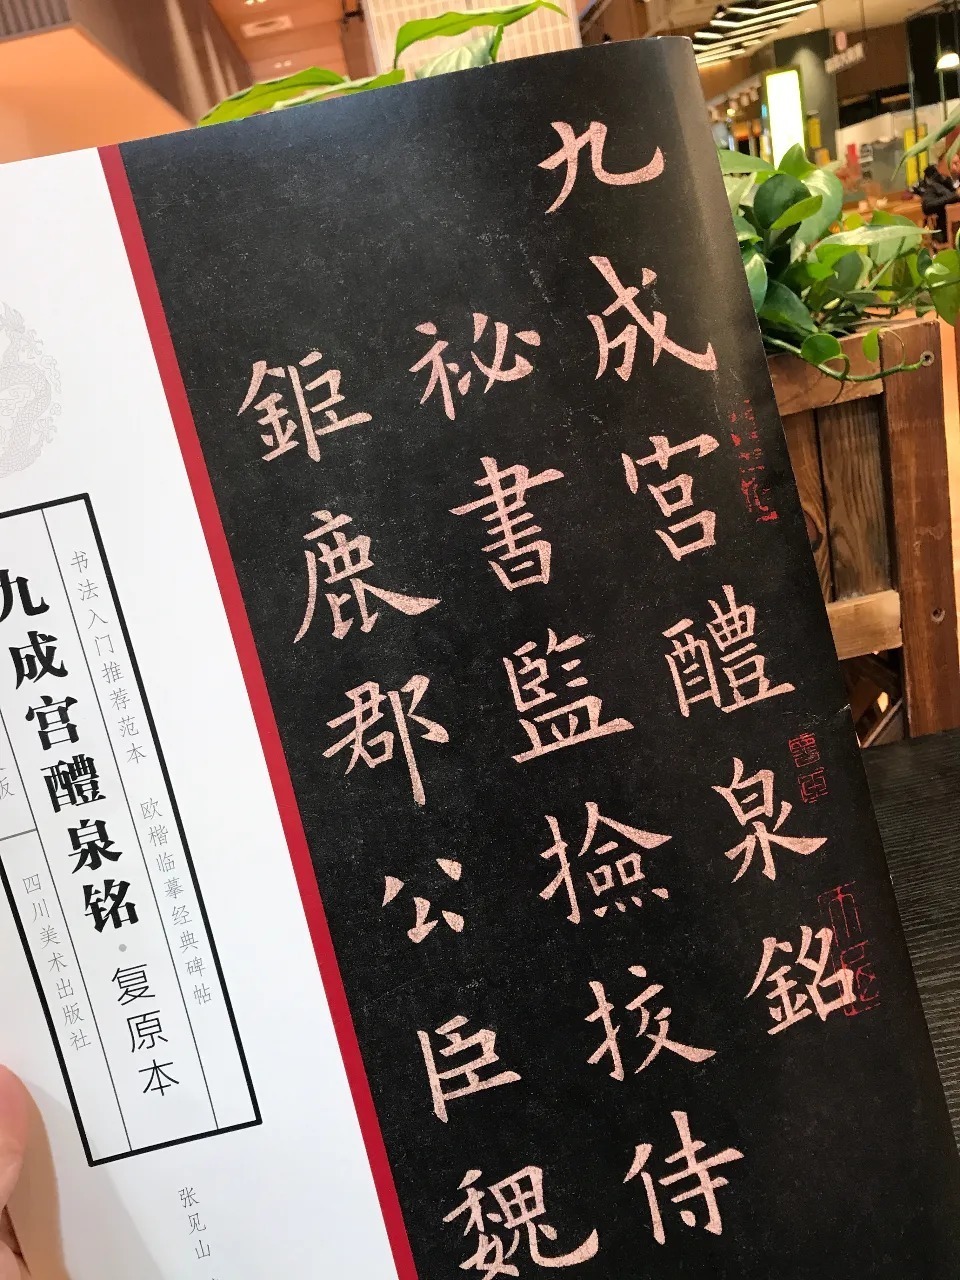 九成宮醴泉銘
祕書監撿挍侍
鉅鹿郡公臣魏
书法入门推荐范本 欧楷临摹经典碑帖
九成宫醴泉铭·复原本
四川美术出版社
张见山